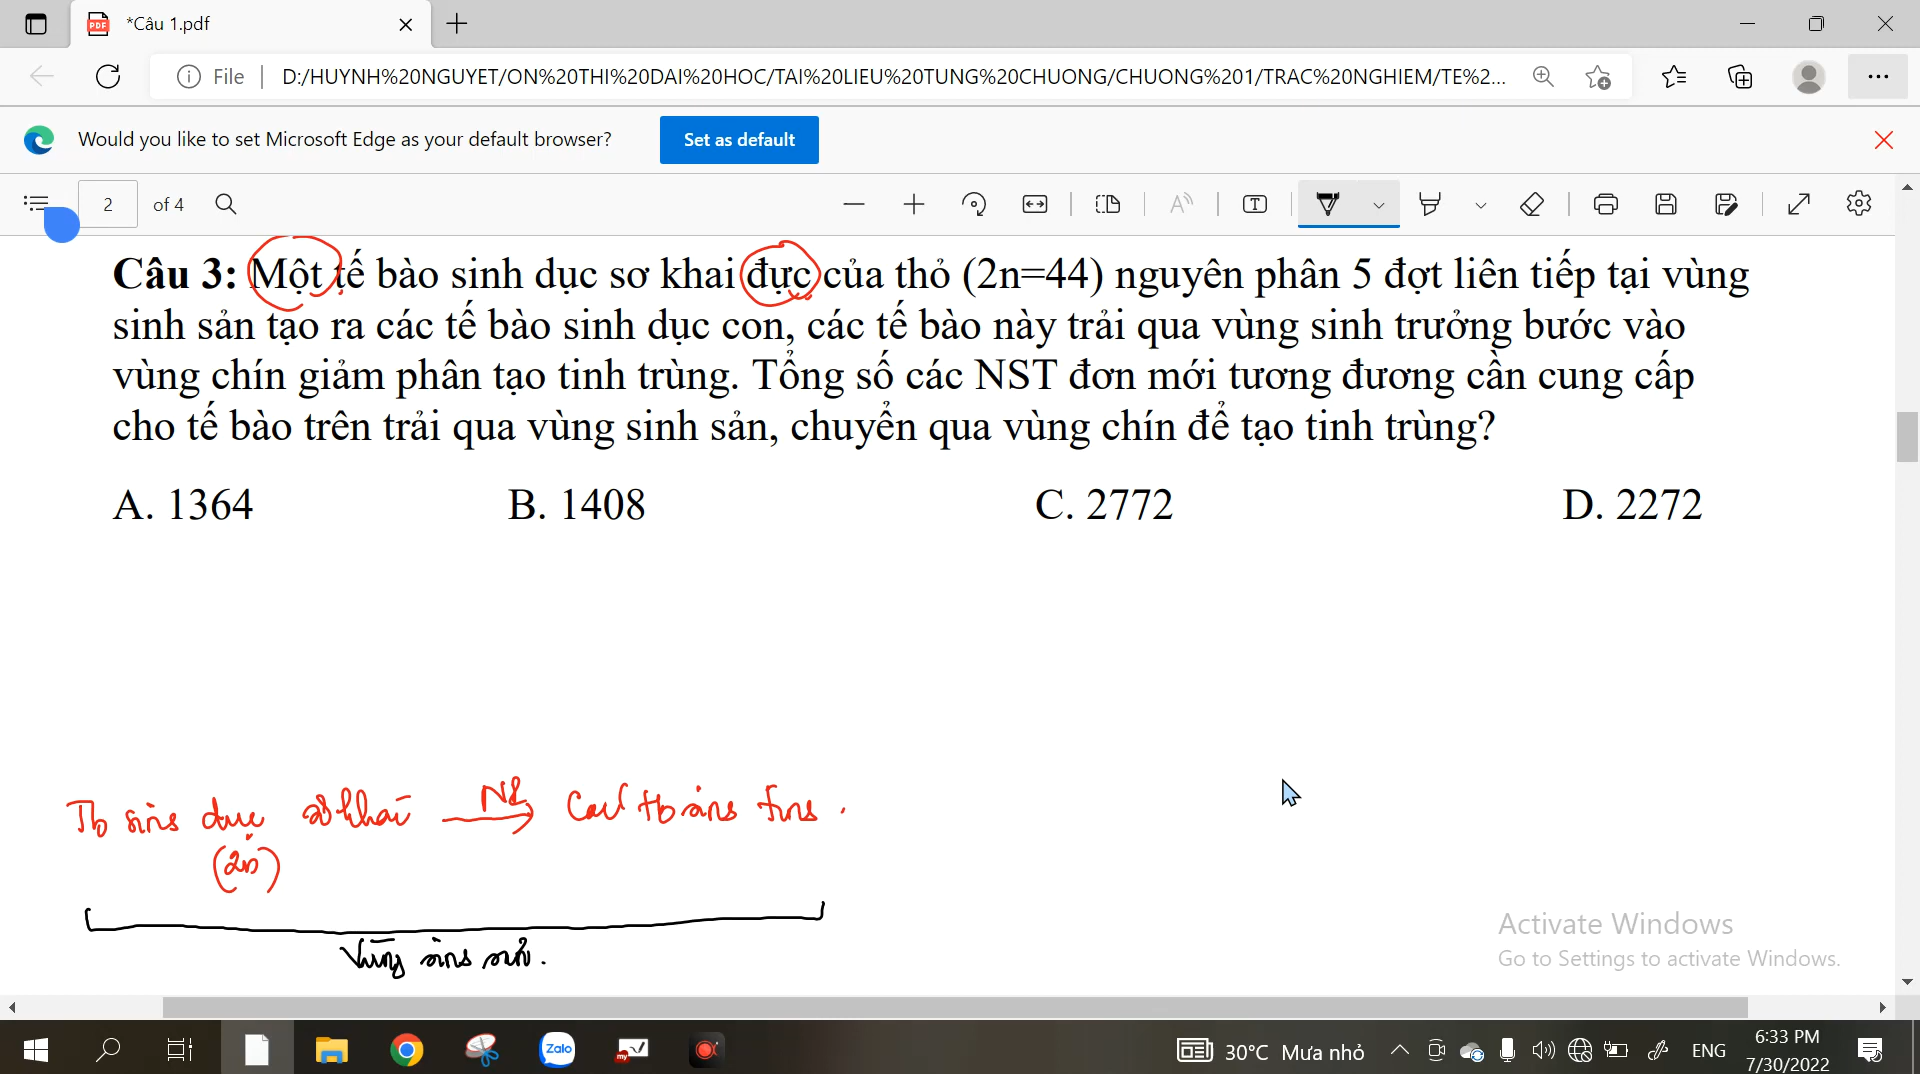 *Câu 1.pdf
File
D:/HUYNH%20NGUYET/ON%20THI%20DAI%20HOC/TAI%20LIEU%20TUNG%20CHUONG/CHUONG%201/TRAC%20NGHIEM/TE%2...
Would you like to set Microsoft Edge as your default browser?
Set as default
2 of 4
Câu 3: Một tế bào sinh dục sơ khai đực của thỏ (2n=44) nguyên phân 5 đợt liên tiếp tại vùng
sinh sản tạo ra các tế bào sinh dục con, các tế bào này trải qua vùng sinh trưởng bước vào
vùng chín giảm phân tạo tinh trùng. Tổng số các NST đơn mới tương đương cần cung cấp
cho tế bào trên trải qua vùng sinh sản, chuyển qua vùng chín để tạo tinh trùng?
A. 1364 B. 1408 C. 2772 D. 2272
Tb sinh dục sơ khai
(2n)
Vùng sinh sản.
Activate Windows
Go to Settings to activate Windows.
Zalo
my
30°C Mưa nhỏ
ENG
6:33 PM
7/30/2022